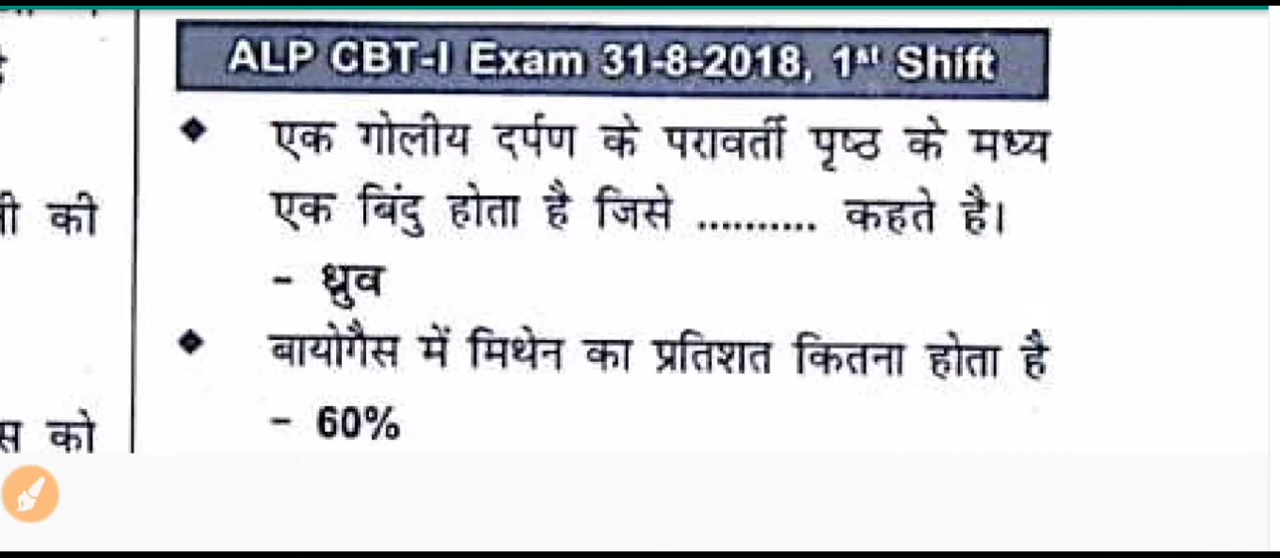 ALP CBT-I Exam 31-8-2018, 1st Shift
एक गोलीय दर्पण के परावर्ती पृष्ठ के मध्य
एक बिंदु होता है जिसे .......... कहते है।
ी की
- ध्रुव
बायोगैस में मिथेन का प्रतिशत कितना होता है
- 60%
स को